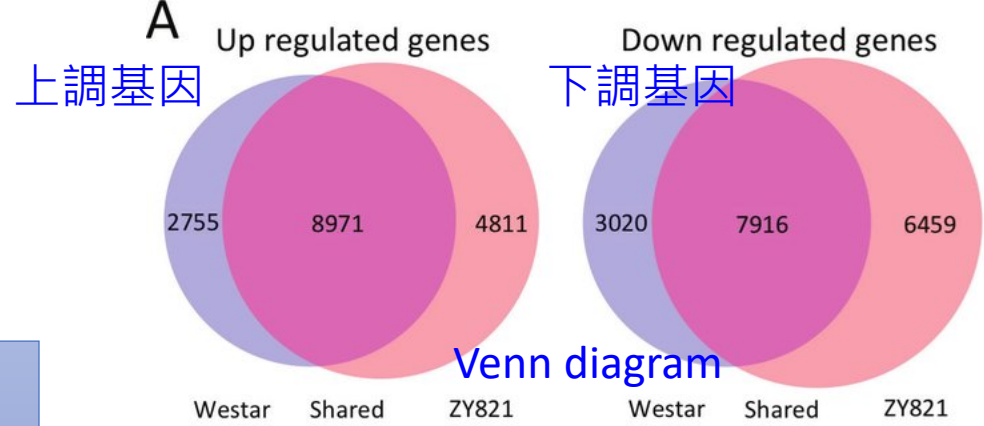 A
Up regulated genes
Down regulated genes
上調基因
下調基因
2755
8971
4811
3020
7916
6459
Venn diagram
Westar
Shared
ZY821
Westar
Shared
ZY821